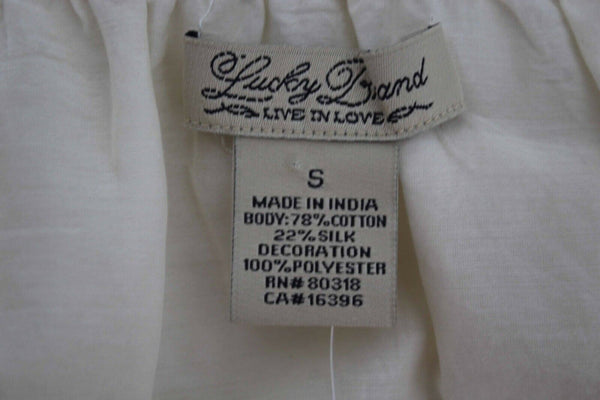 Lucky Brand
LIVE IN LOVE
S
MADE IN INDIA
BODY:78%COTTON
22%SILK
DECORATION
100%POLYESTER
RN#80318
CA#16396